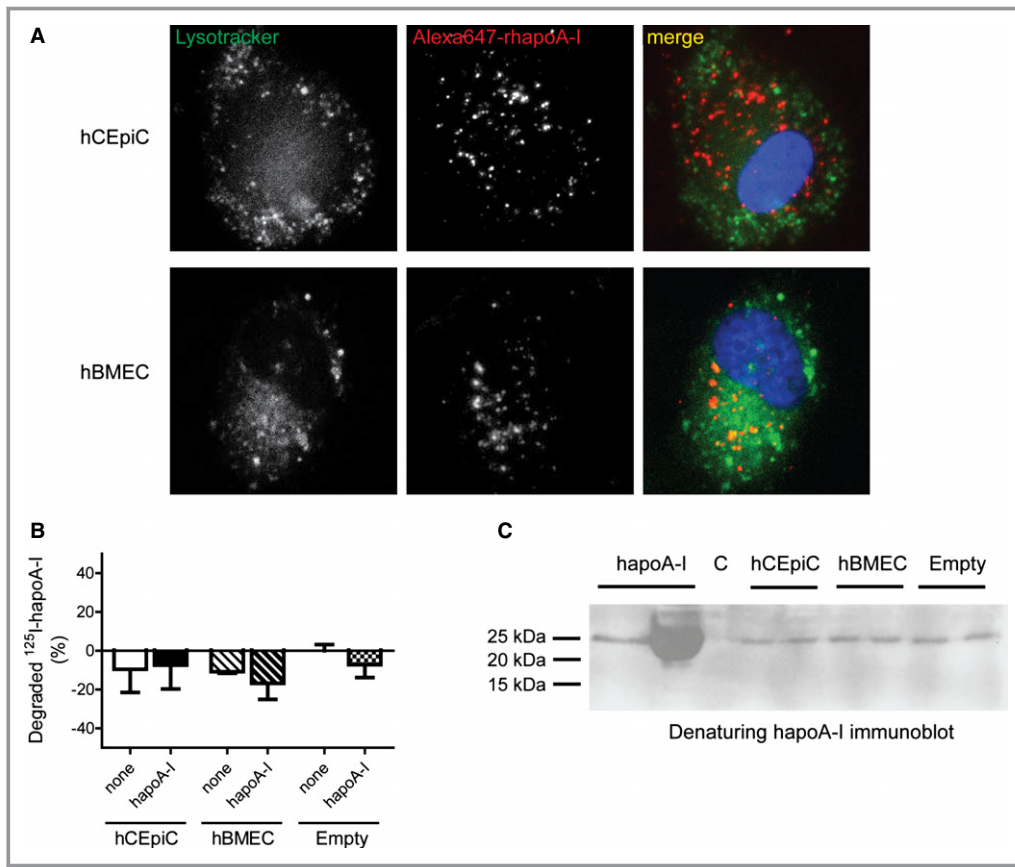 A
Lysotracker
Alexa647-rhapoA-I
merge
hCEpiC
hBMEC
B
Degraded ¹²⁵I-hapoA-I
(%)
40
20
0
-20
-40
none
hapoA-I
none
hapoA-I
none
hapoA-I
hCEpiC
hBMEC
Empty
C
hapoA-I C hCEpiC hBMEC Empty
25 kDa
20 kDa
15 kDa
Denaturing hapoA-I immunoblot